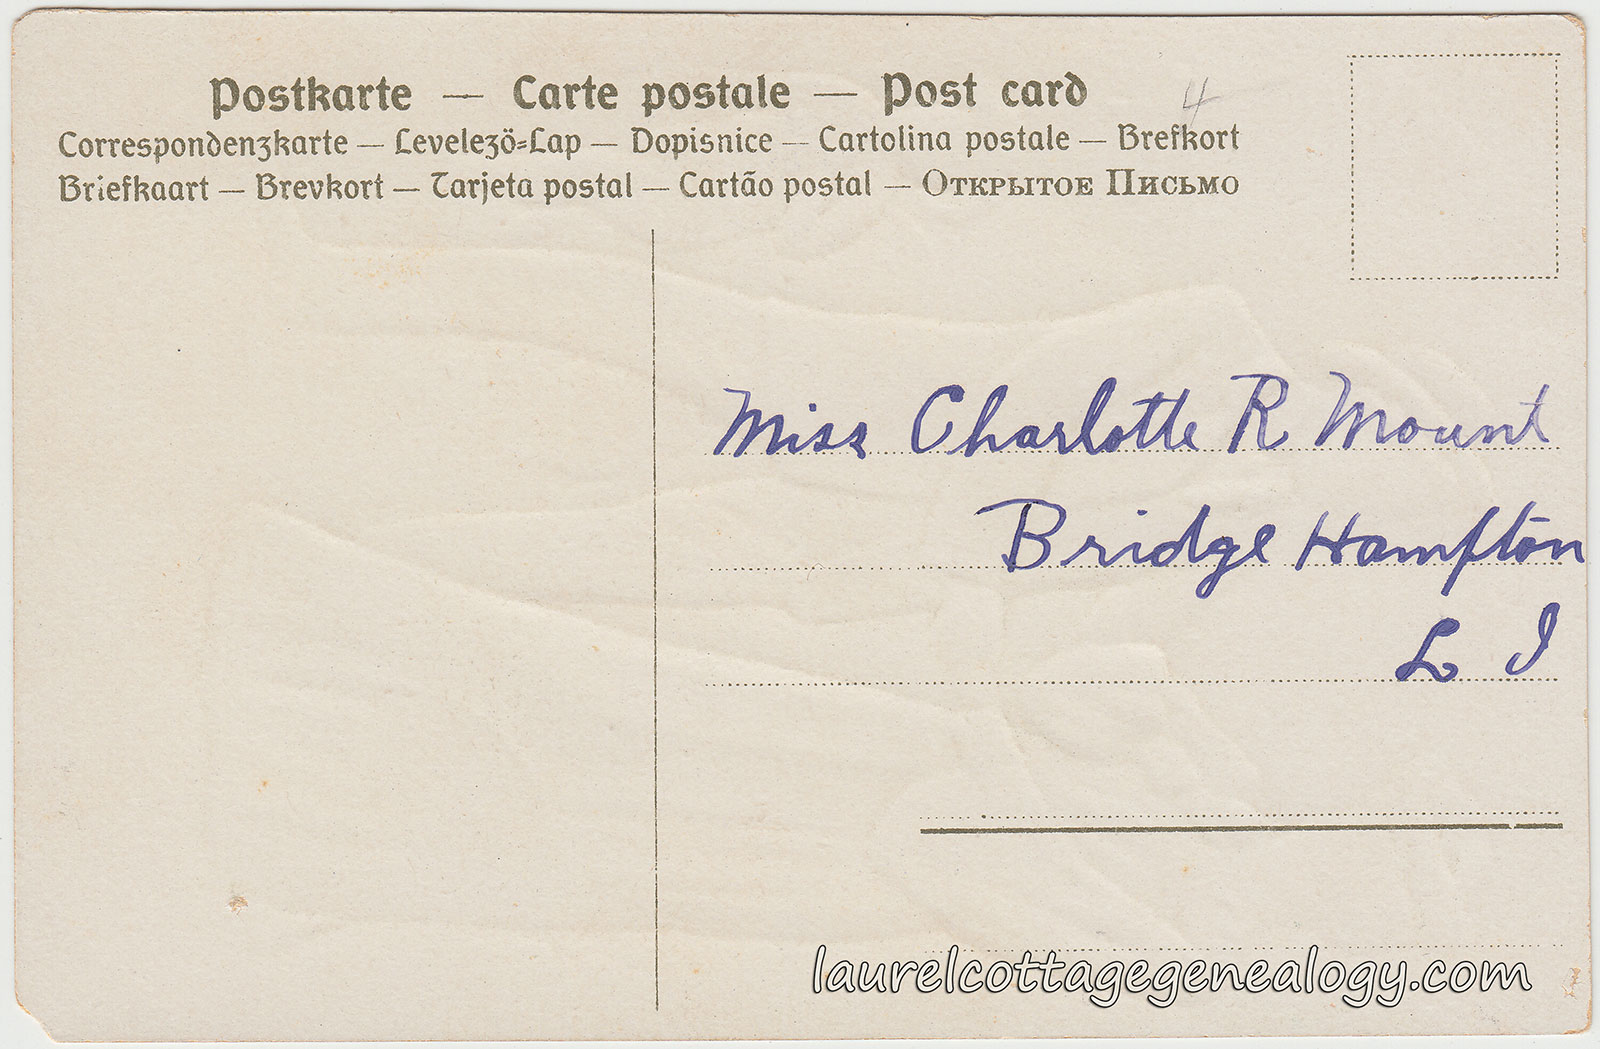 Postkarte — Carte postale — Post card
4
Correspondenzkarte — Levelező-Lap — Dopisnice — Cartolina postale — Brefkort
Briefkaart — Brevkort — Tarjeta postal — Cartão postal — Открытое Письмо
Miss Charlotte R Mount
Bridge Hampton
L I
laurelcottagegenealogy.com